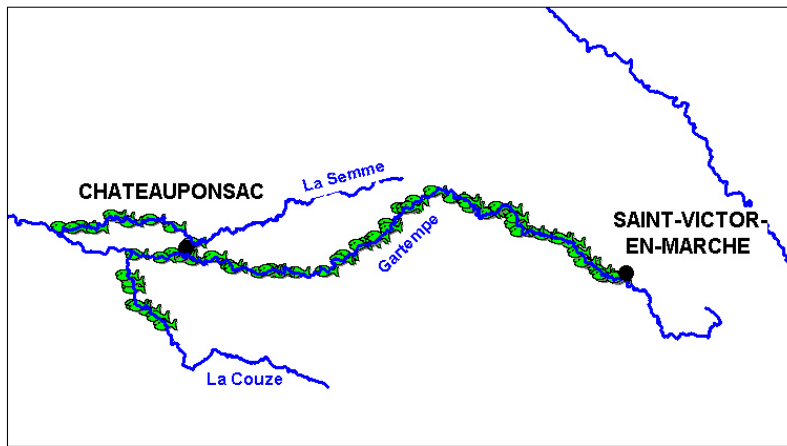 La Semme
CHATEAUPONSAC
SAINT-VICTOR-
EN-MARCHE
Gartempe
La Couze